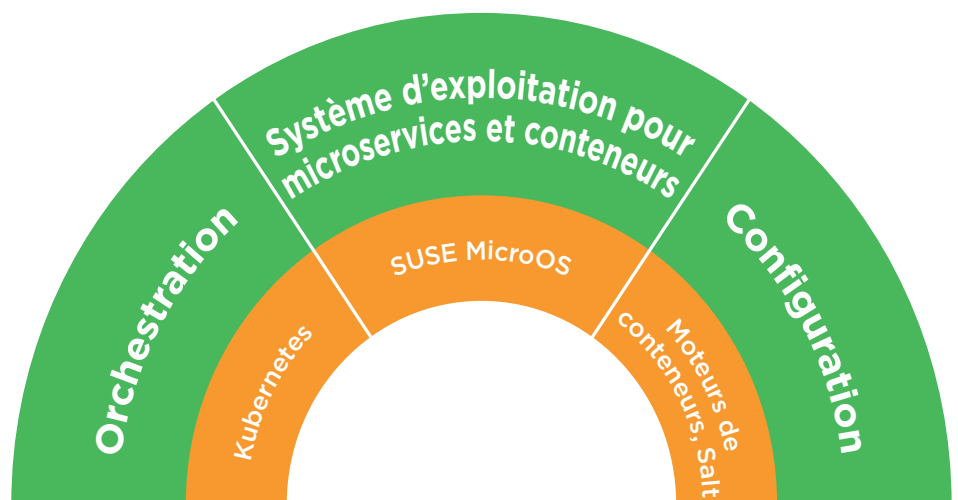 Orchestration
Système d’exploitation pour
microservices et conteneurs
Configuration
Kubernetes
SUSE MicroOS
Moteurs de
conteneurs, Salt